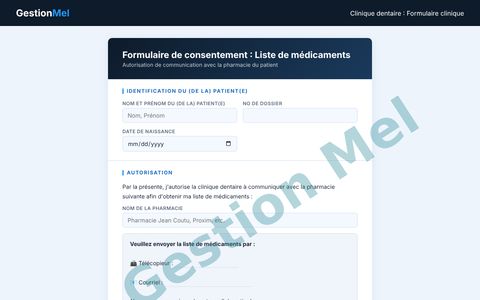 GestionMel
Clinique dentaire : Formulaire clinique
Formulaire de consentement : Liste de médicaments
Autorisation de communication avec la pharmacie du patient
IDENTIFICATION DU (DE LA) PATIENT(E)
NOM ET PRÉNOM DU (DE LA) PATIENT(E)
NO DE DOSSIER
Nom, Prénom
DATE DE NAISSANCE
mm/dd/yyyy
AUTORISATION
Par la présente, j'autorise la clinique dentaire à communiquer avec la pharmacie
suivante afin d'obtenir ma liste de médicaments :
NOM DE LA PHARMACIE
Pharmacie Jean Coutu, Proxim, etc.
Veuillez envoyer la liste de médicaments par :
Télécopieur :
Courriel :
Gestion Mel